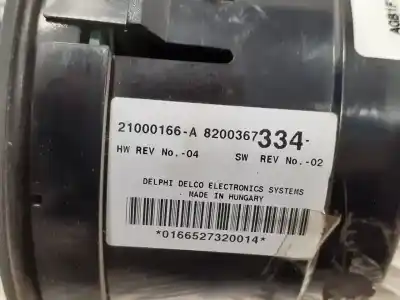 21000166-A 8200367334-
HW REV No.-04 SW REV No.-02
DELPHI DELCO ELECTRONICS SYSTEMS
MADE IN HUNGARY
*0166527320014*